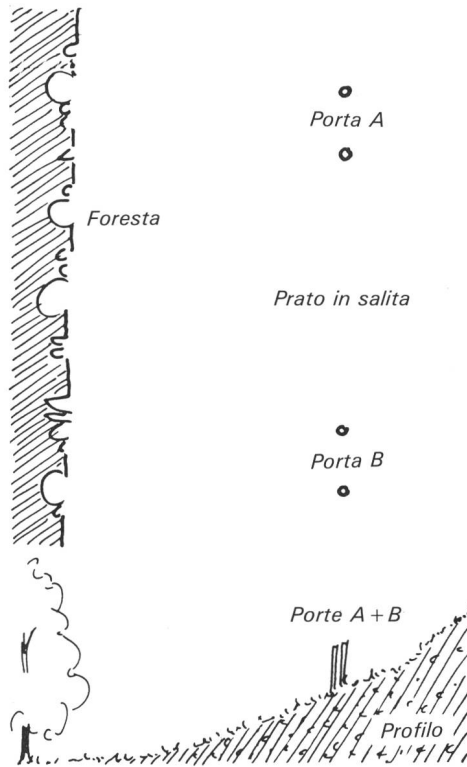 Porta A
Foresta
Prato in salita
Porta B
Porte A + B
Profilo